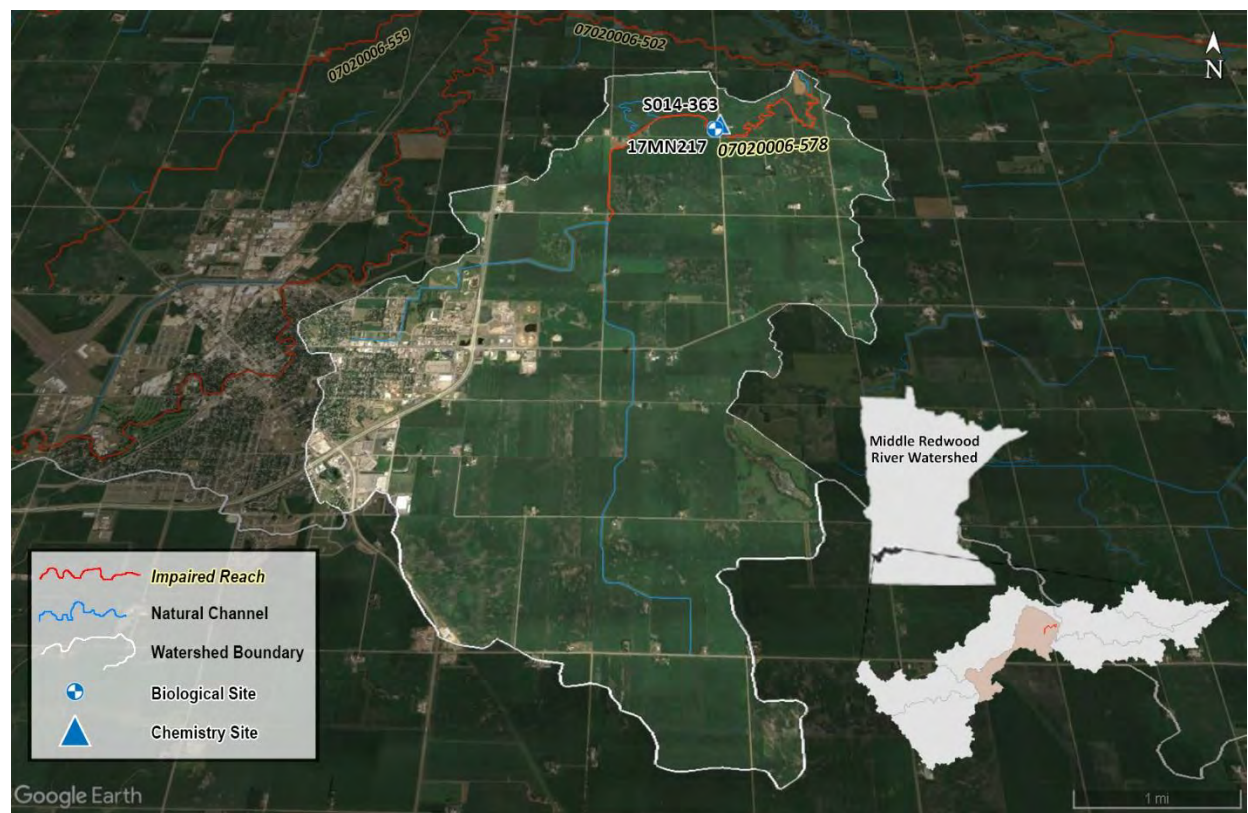 07020006-559
07020006-502
N
S014-363
17MN217
07020006-578
Middle Redwood
River Watershed
Impaired Reach
Natural Channel
Watershed Boundary
Biological Site
Chemistry Site
Google Earth
1 mi